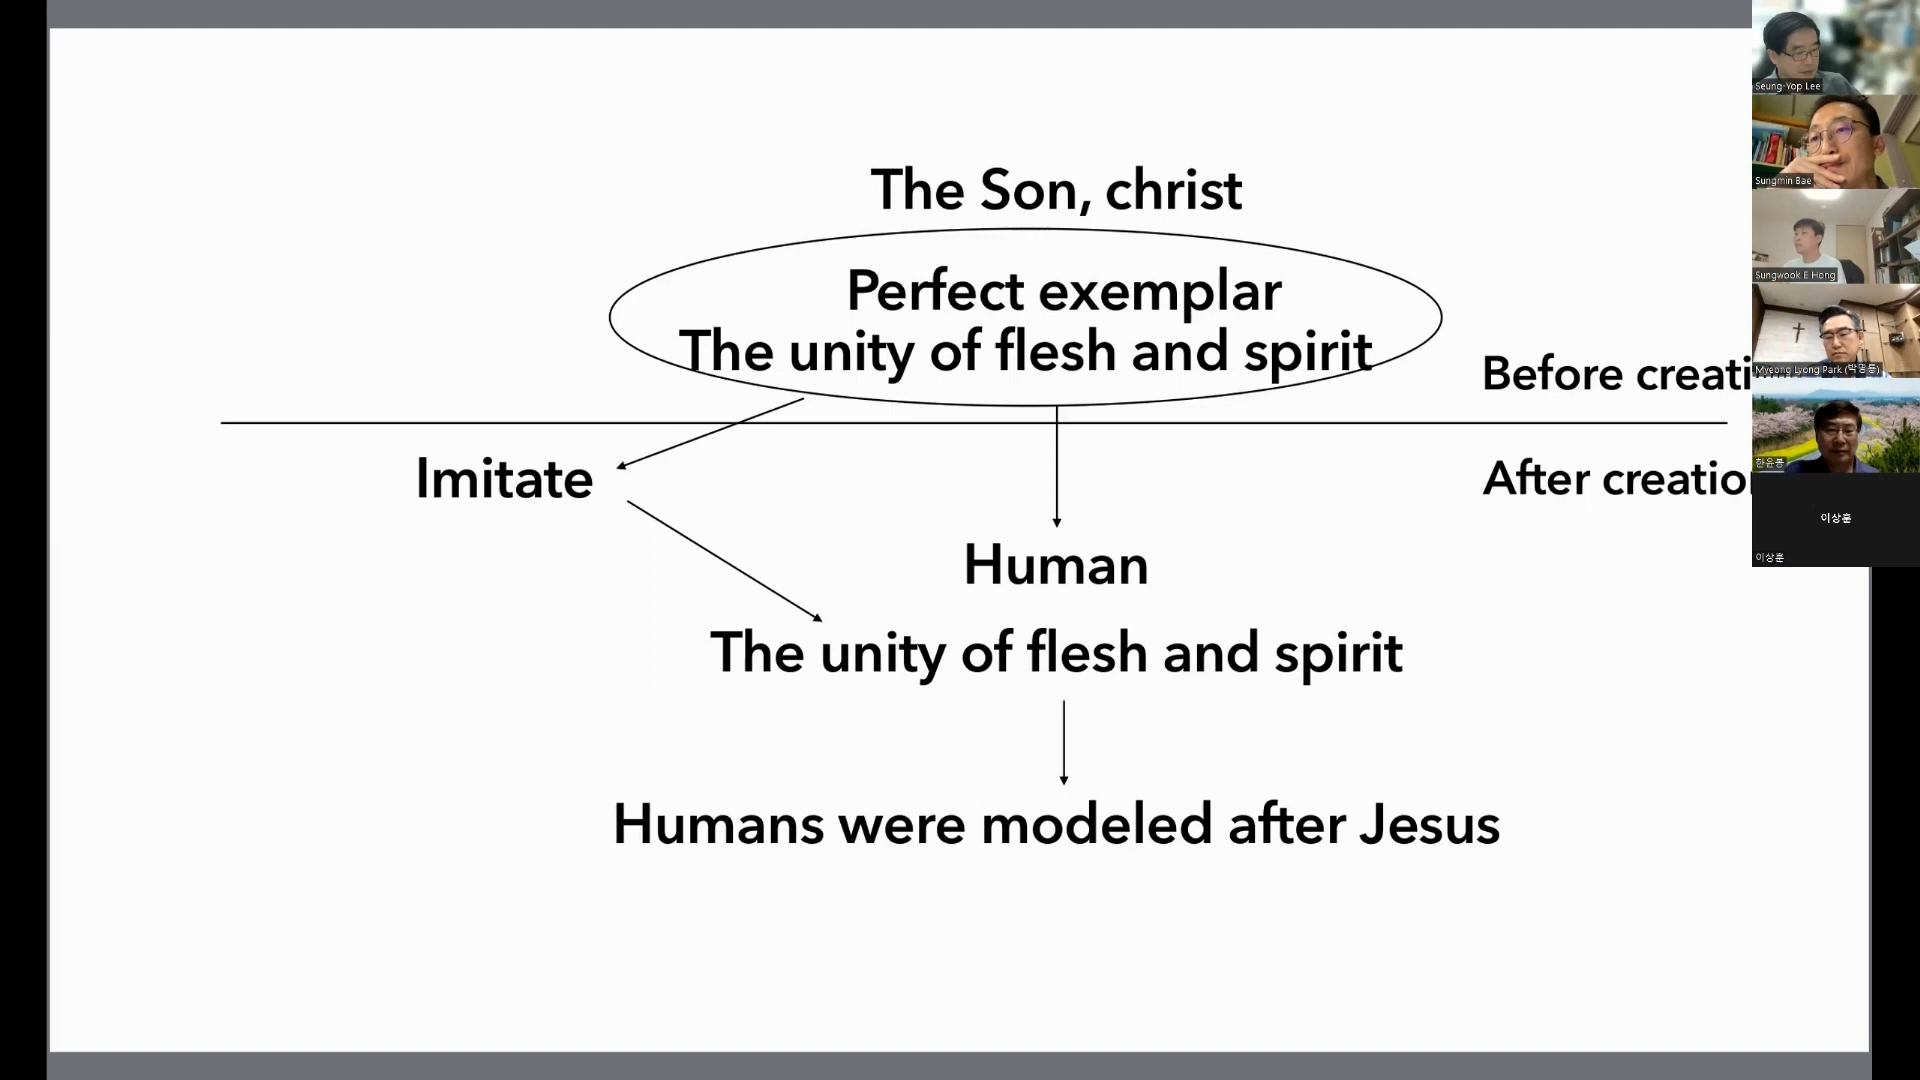 The Son, christ
Perfect exemplar
The unity of flesh and spirit
Before creati
After creatio
Imitate
Human
The unity of flesh and spirit
Humans were modeled after Jesus
Seung-Yop Lee
Sungmin Bae
Sungwook E Hong
Myeong Lyong Park (박명룡)
한윤봉
이상훈
이상훈